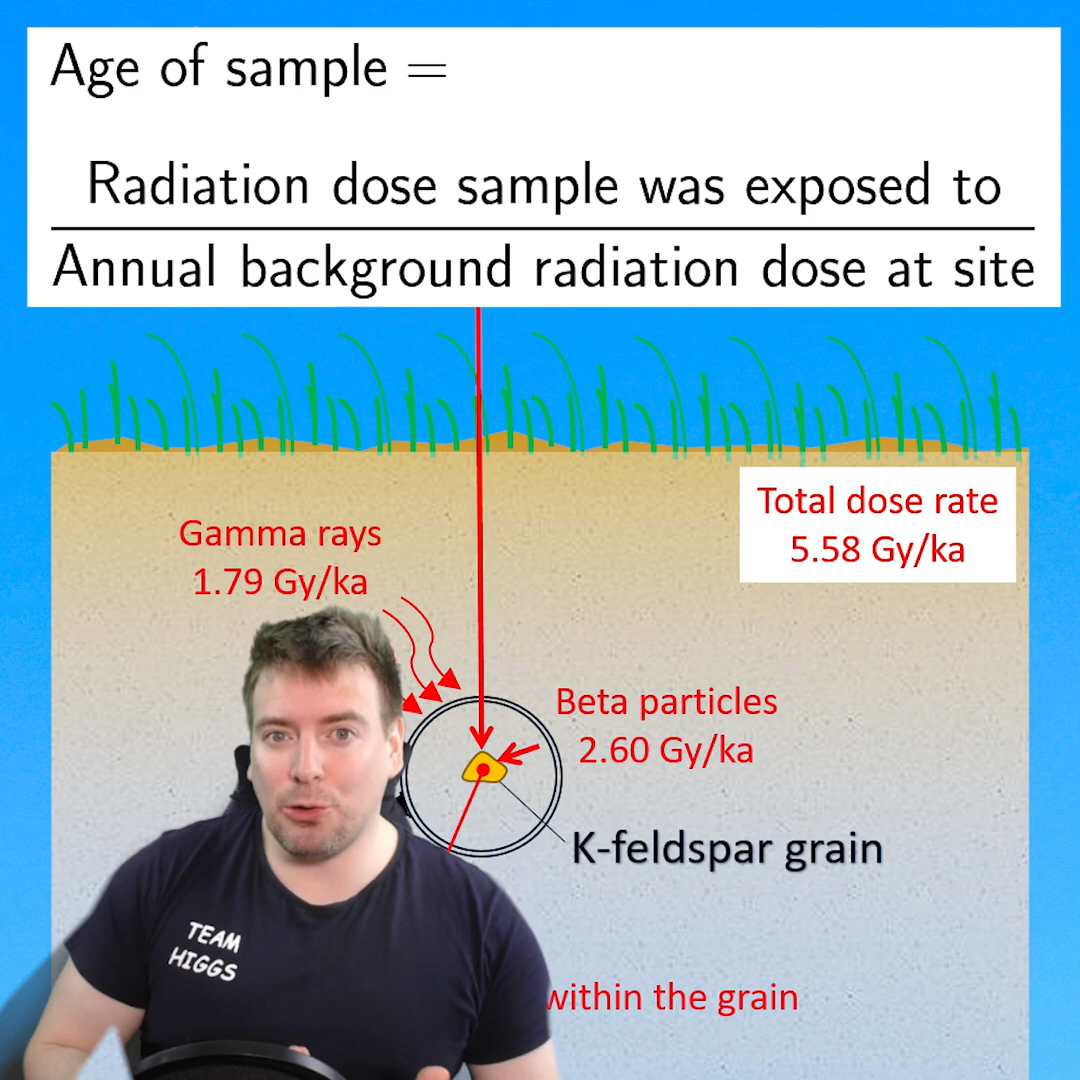 Age of sample =
Radiation dose sample was exposed to
Annual background radiation dose at site
Total dose rate
5.58 Gy/ka
Gamma rays
1.79 Gy/ka
Beta particles
2.60 Gy/ka
K-feldspar grain
TEAM
HIGGS
within the grain